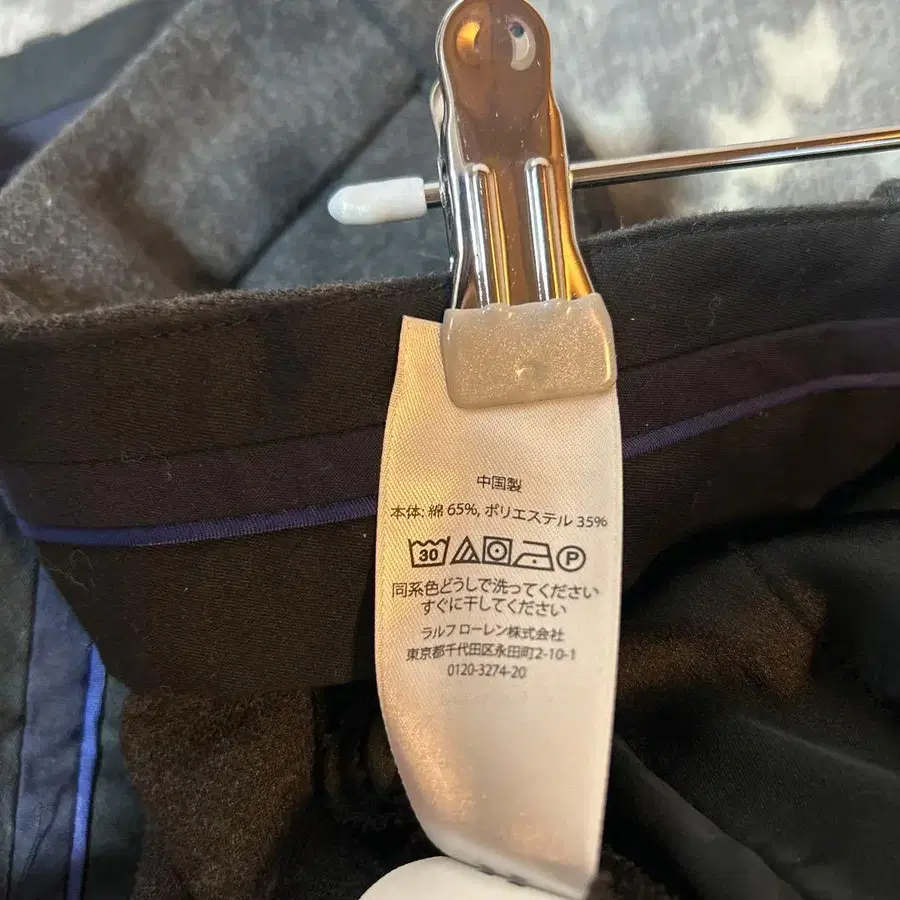 中国製
本体: 綿 65%, ポリエステル 35%
30 P
同系色どうしで洗ってください
すぐに干してください
ラルフ ローレン株式会社
東京都千代田区永田町2-10-1
0120-3274-20